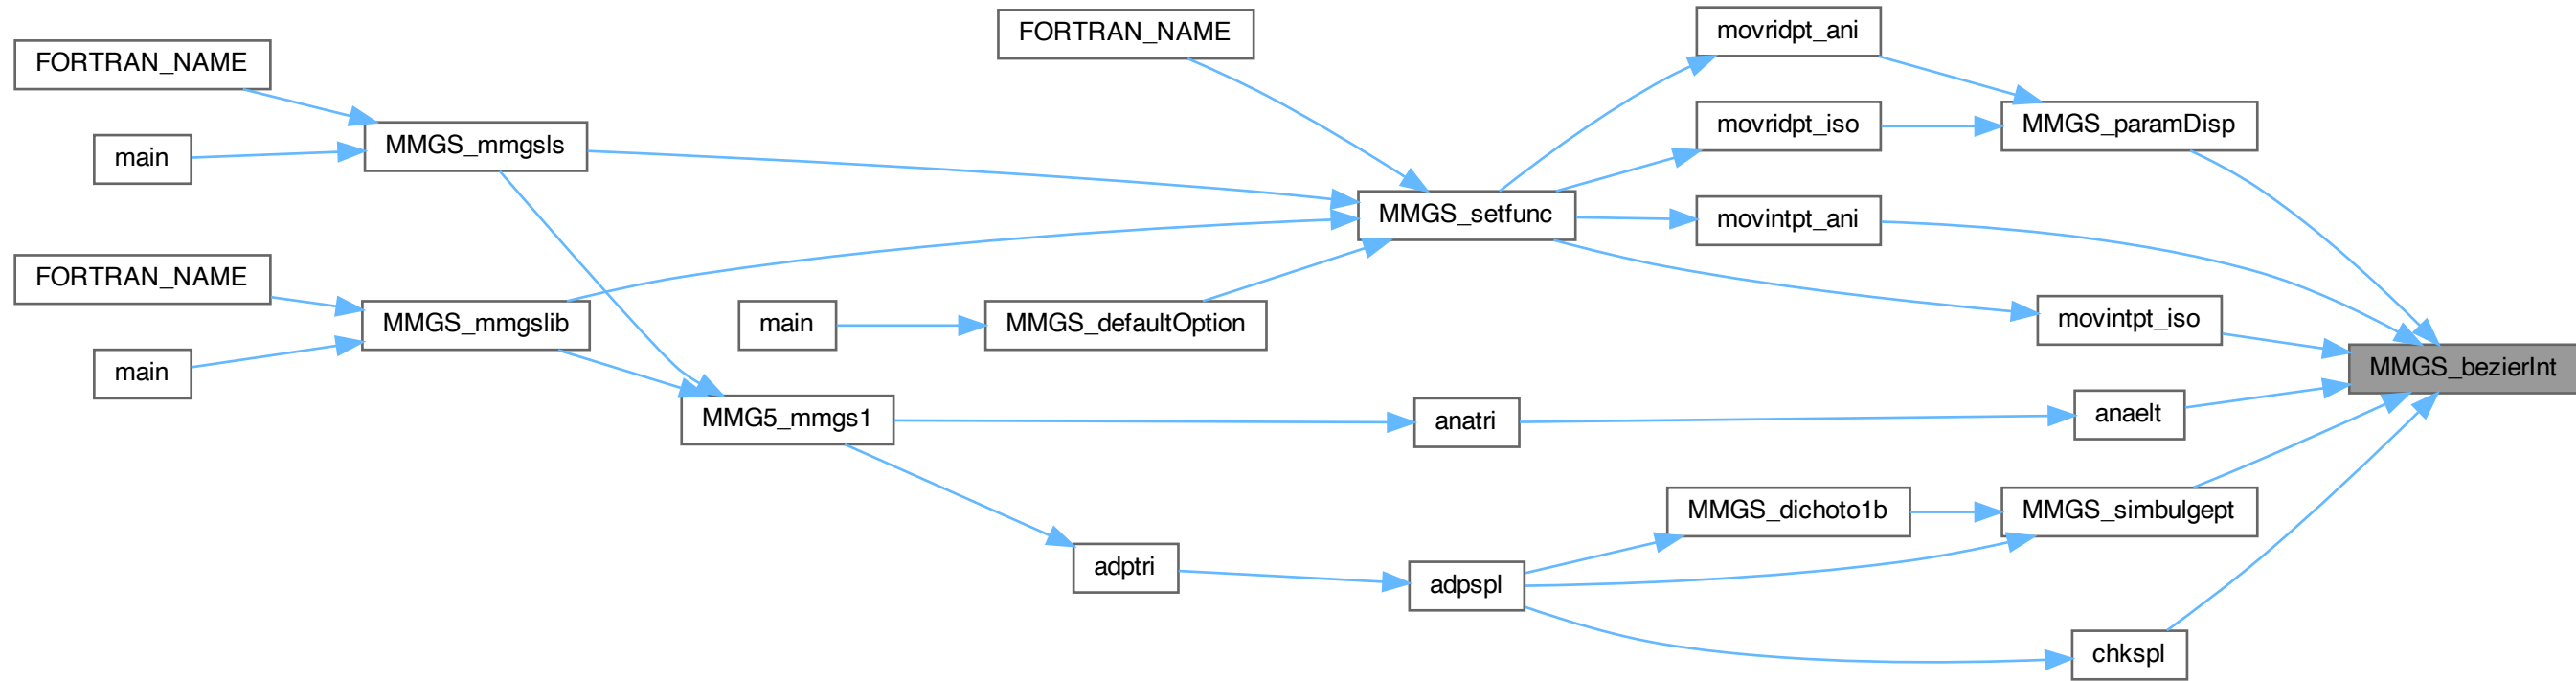 FORTRAN_NAME
main
MMGS_mmgsls
FORTRAN_NAME
main
MMGS_mmgslib
MMG5_mmgs1
main
FORTRAN_NAME
MMGS_defaultOption
adptri
MMGS_setfunc
anatri
adpspl
movridpt_ani
movridpt_iso
movintpt_ani
MMGS_dichoto1b
MMGS_paramDisp
movintpt_iso
anaelt
MMGS_simbulgept
chkspl
MMGS_bezierInt